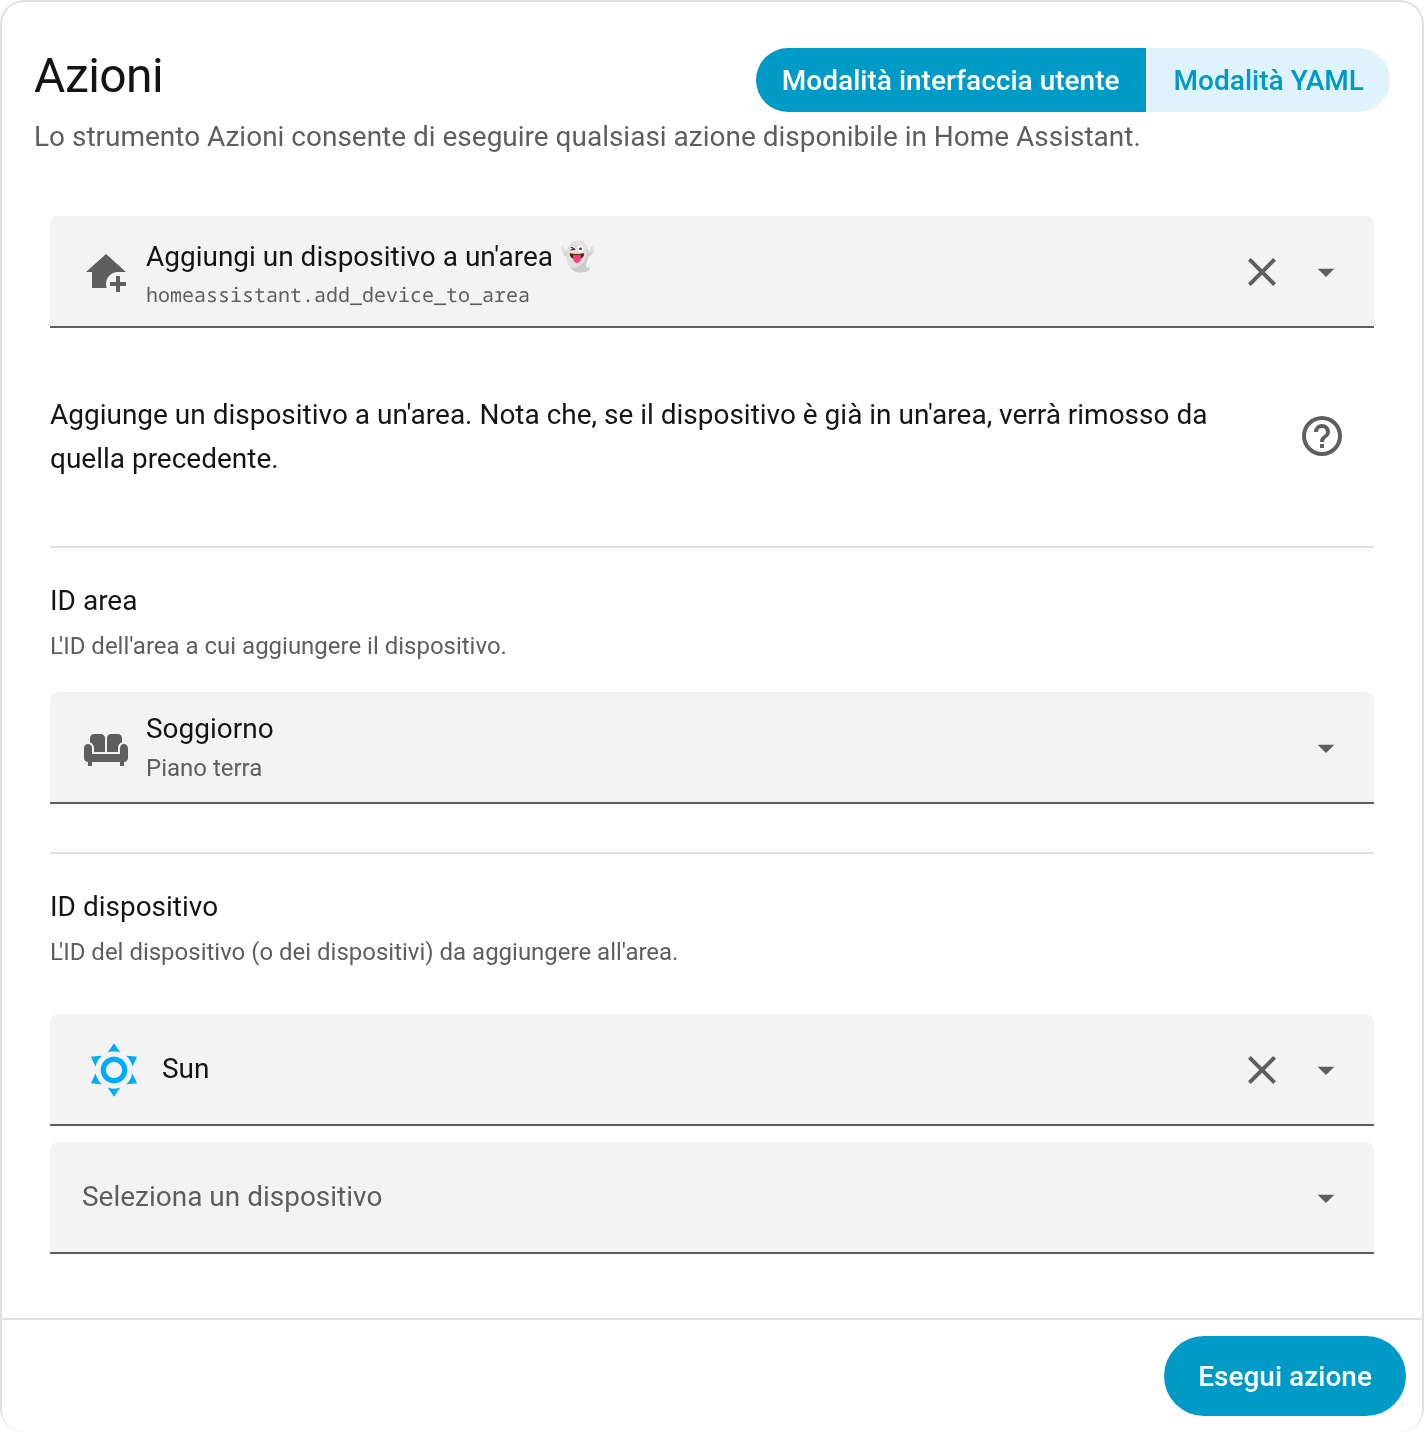 Azioni
Modalità interfaccia utente
Modalità YAML
Lo strumento Azioni consente di eseguire qualsiasi azione disponibile in Home Assistant.
Aggiungi un dispositivo a un'area 👻
homeassistant.add_device_to_area
Aggiunge un dispositivo a un'area. Nota che, se il dispositivo è già in un'area, verrà rimosso da
quella precedente.
ID area
L'ID dell'area a cui aggiungere il dispositivo.
Soggiorno
Piano terra
ID dispositivo
L'ID del dispositivo (o dei dispositivi) da aggiungere all'area.
Sun
Seleziona un dispositivo
Esegui azione